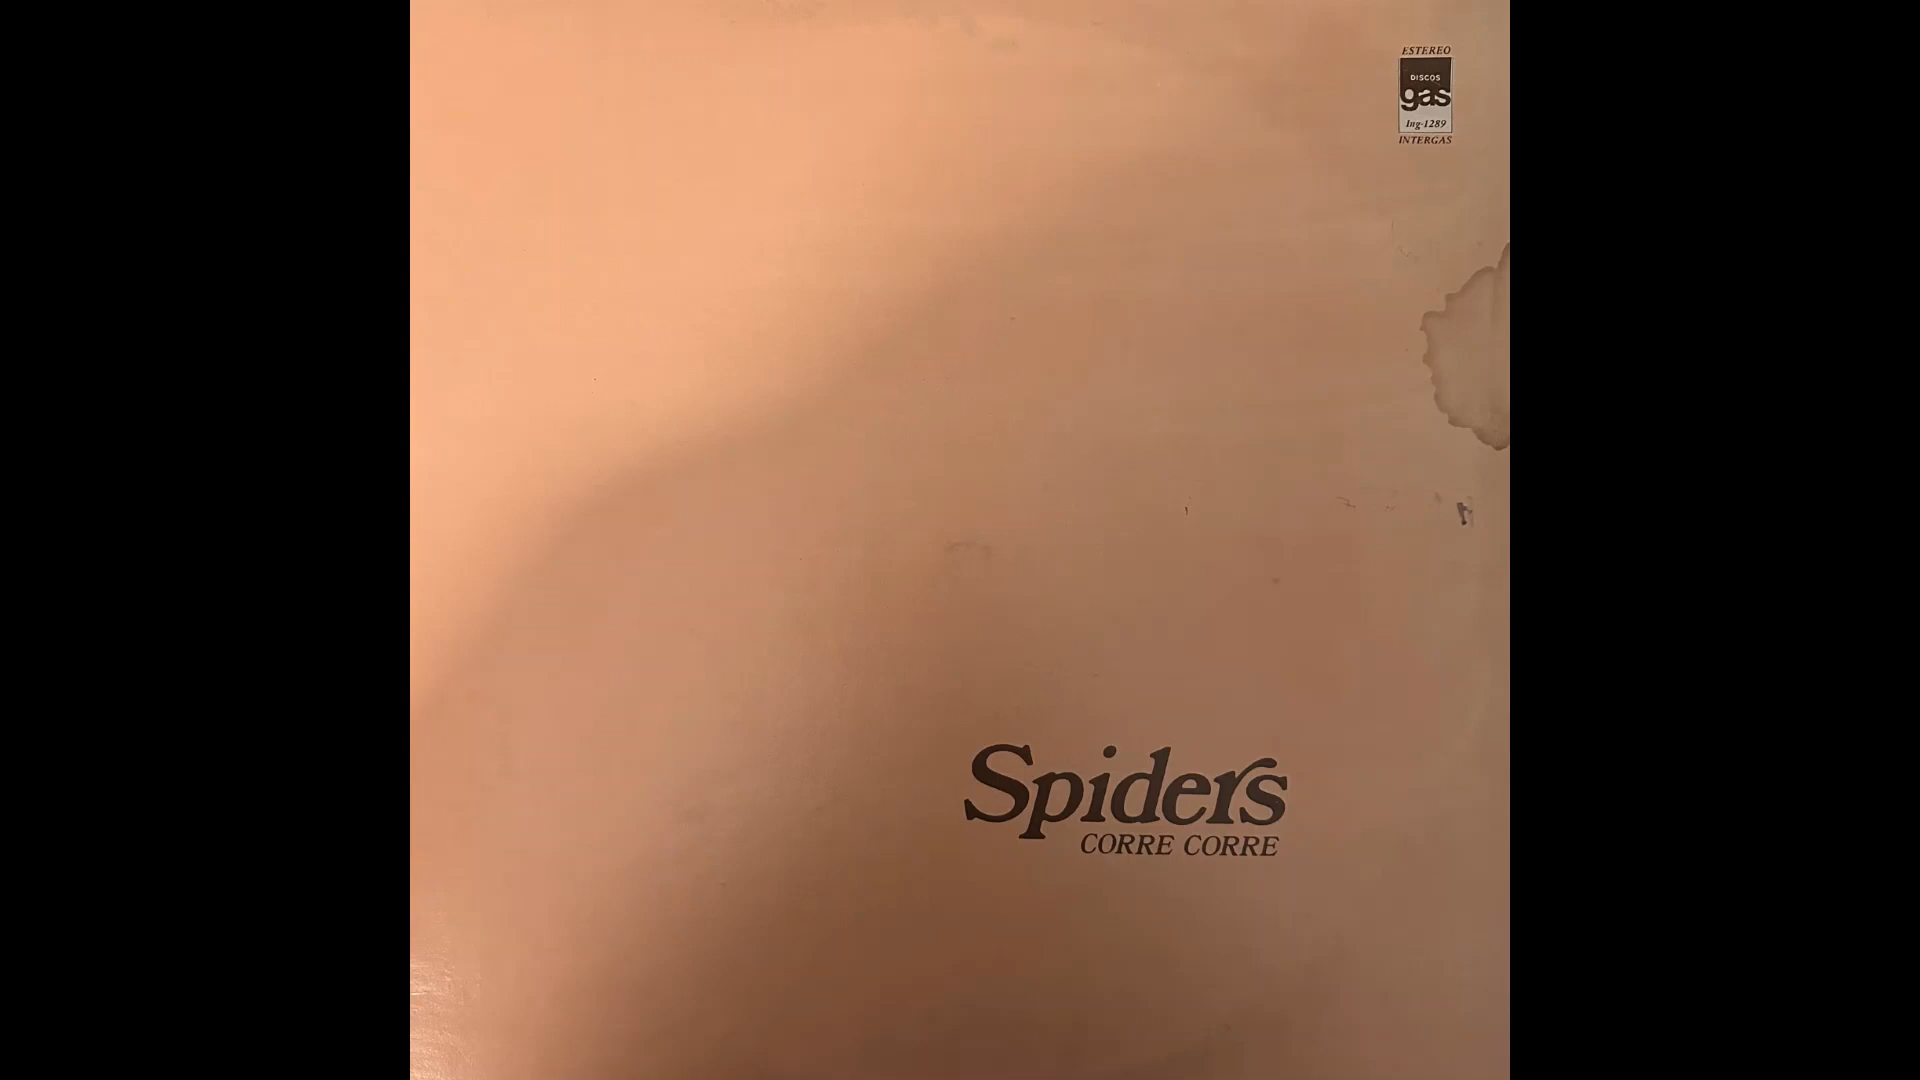 ESTEREO
DISCOS
gas
Ing-1289
INTERGAS
Spiders
CORRE CORRE